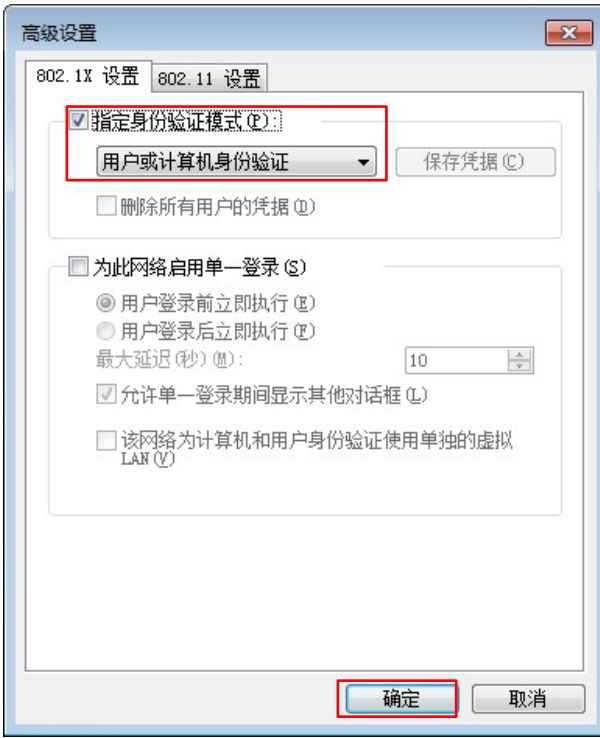 高级设置
802.1X 设置
802.11 设置
指定身份验证模式(P):
用户或计算机身份验证
保存凭据(C)
删除所有用户的凭据(D)
为此网络启用单一登录(S)
用户登录前立即执行(E)
用户登录后立即执行(F)
最大延迟(秒)(M):
10
允许单一登录期间显示其他对话框(L)
该网络为计算机和用户身份验证使用单独的虚拟
LAN(V)
确定
取消